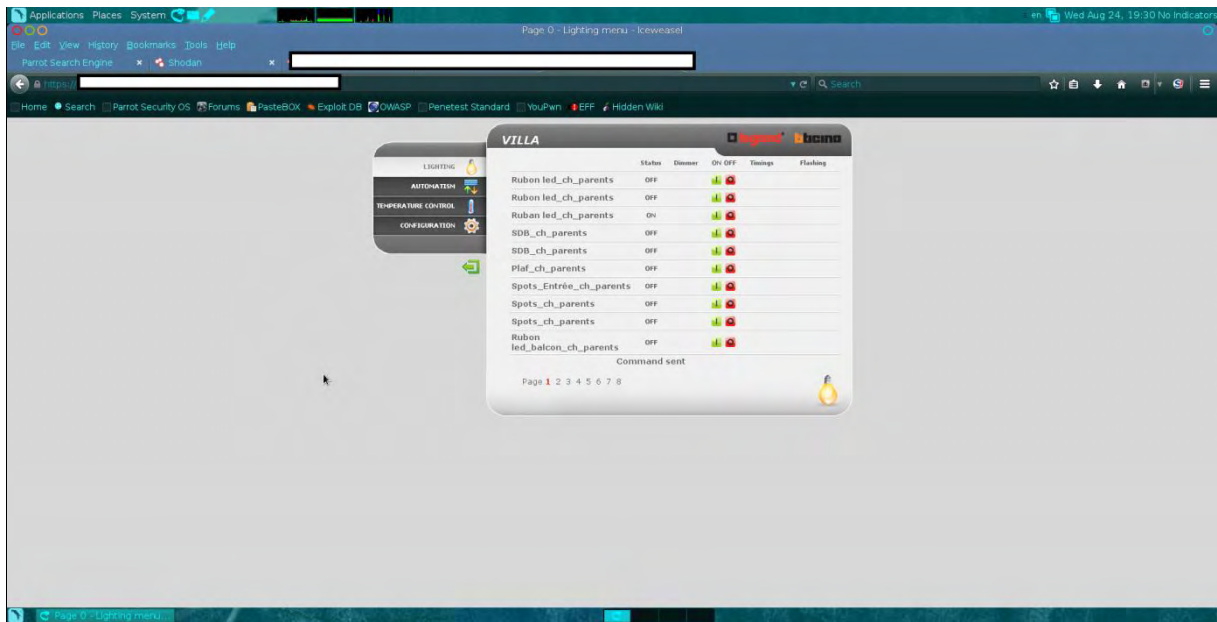 Applications Places System
en Wed Aug 24, 19:30 No Indicators
Page 0 - Lighting menu - Iceweasel
File Edit View History Bookmarks Tools Help
Parrot Search Engine × Shodan ×
https:// Search
Home Search Parrot Security OS Forums PasteBOX Exploit DB OWASP Penetest Standard YouPwn EFF Hidden Wiki
VILLA legrand bticino
LIGHTING
AUTOMATISM
TEMPERATURE CONTROL
CONFIGURATION
Status Dimmer ON OFF Timings Flashing
Rubon led_ch_parents OFF
Rubon led_ch_parents OFF
Ruban led_ch_parents ON
SDB_ch_parents OFF
SDB_ch_parents OFF
Plaf_ch_parents OFF
Spots_Entrée_ch_parents OFF
Spots_ch_parents OFF
Spots_ch_parents OFF
Rubon
led_balcon_ch_parents OFF
Command sent
Page 1 2 3 4 5 6 7 8
Page 0 - Lighting menu...